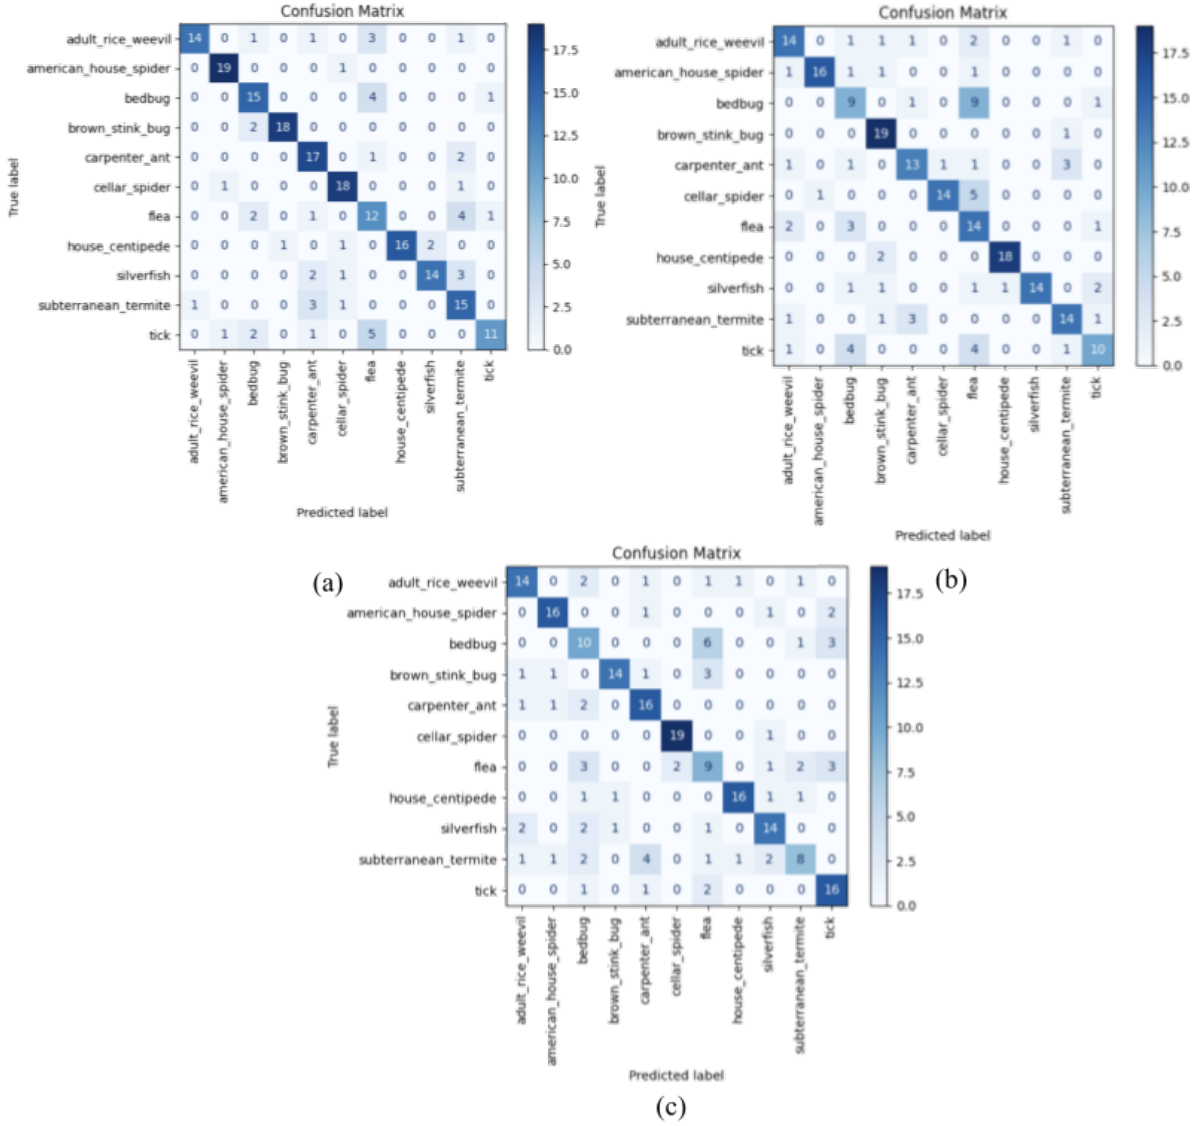 Confusion Matrix
True label
adult_rice_weevil 14 0 1 0 1 0 3 0 0 1 0
american_house_spider 0 19 0 0 0 1 0 0 0 0 0
bedbug 0 0 15 0 0 0 4 0 0 0 1
brown_stink_bug 0 0 2 18 0 0 0 0 0 0 0
carpenter_ant 0 0 0 0 17 0 1 0 0 2 0
cellar_spider 0 1 0 0 0 18 0 0 0 1 0
flea 0 0 2 0 1 0 12 0 0 4 1
house_centipede 0 0 0 1 0 1 0 16 2 0 0
silverfish 0 0 0 0 2 1 0 0 14 3 0
subterranean_termite 1 0 0 0 3 1 0 0 0 15 0
tick 0 1 2 0 1 0 5 0 0 0 11
17.5
15.0
12.5
10.0
7.5
5.0
2.5
0.0
adult_rice_weevil
american_house_spider
bedbug
brown_stink_bug
carpenter_ant
cellar_spider
flea
house_centipede
silverfish
subterranean_termite
tick
Predicted label
(a)
Confusion Matrix
True label
adult_rice_weevil 14 0 1 1 1 0 2 0 0 1 0
american_house_spider 1 16 1 1 0 0 1 0 0 0 0
bedbug 0 0 9 0 1 0 9 0 0 0 1
brown_stink_bug 0 0 0 19 0 0 0 0 0 1 0
carpenter_ant 1 0 1 0 13 1 1 0 0 3 0
cellar_spider 0 1 0 0 0 14 5 0 0 0 0
flea 2 0 3 0 0 0 14 0 0 0 1
house_centipede 0 0 0 2 0 0 0 18 0 0 0
silverfish 0 0 1 1 0 0 1 1 14 0 2
subterranean_termite 1 0 0 1 3 0 0 0 0 14 1
tick 1 0 4 0 0 0 4 0 0 1 10
17.5
15.0
12.5
10.0
7.5
5.0
2.5
0.0
adult_rice_weevil
american_house_spider
bedbug
brown_stink_bug
carpenter_ant
cellar_spider
flea
house_centipede
silverfish
subterranean_termite
tick
Predicted label
(b)
Confusion Matrix
True label
adult_rice_weevil 14 0 2 0 1 0 1 1 0 1 0
american_house_spider 0 16 0 0 1 0 0 0 1 0 2
bedbug 0 0 10 0 0 0 6 0 0 1 3
brown_stink_bug 1 1 0 14 1 0 3 0 0 0 0
carpenter_ant 1 1 2 0 16 0 0 0 0 0 0
cellar_spider 0 0 0 0 0 19 0 0 1 0 0
flea 0 0 3 0 0 2 9 0 1 2 3
house_centipede 0 0 1 1 0 0 0 16 1 1 0
silverfish 2 0 2 1 0 0 1 0 14 0 0
subterranean_termite 1 1 2 0 4 0 1 1 2 8 0
tick 0 0 1 0 1 0 2 0 0 0 16
17.5
15.0
12.5
10.0
7.5
5.0
2.5
0.0
adult_rice_weevil
american_house_spider
bedbug
brown_stink_bug
carpenter_ant
cellar_spider
flea
house_centipede
silverfish
subterranean_termite
tick
Predicted label
(c)